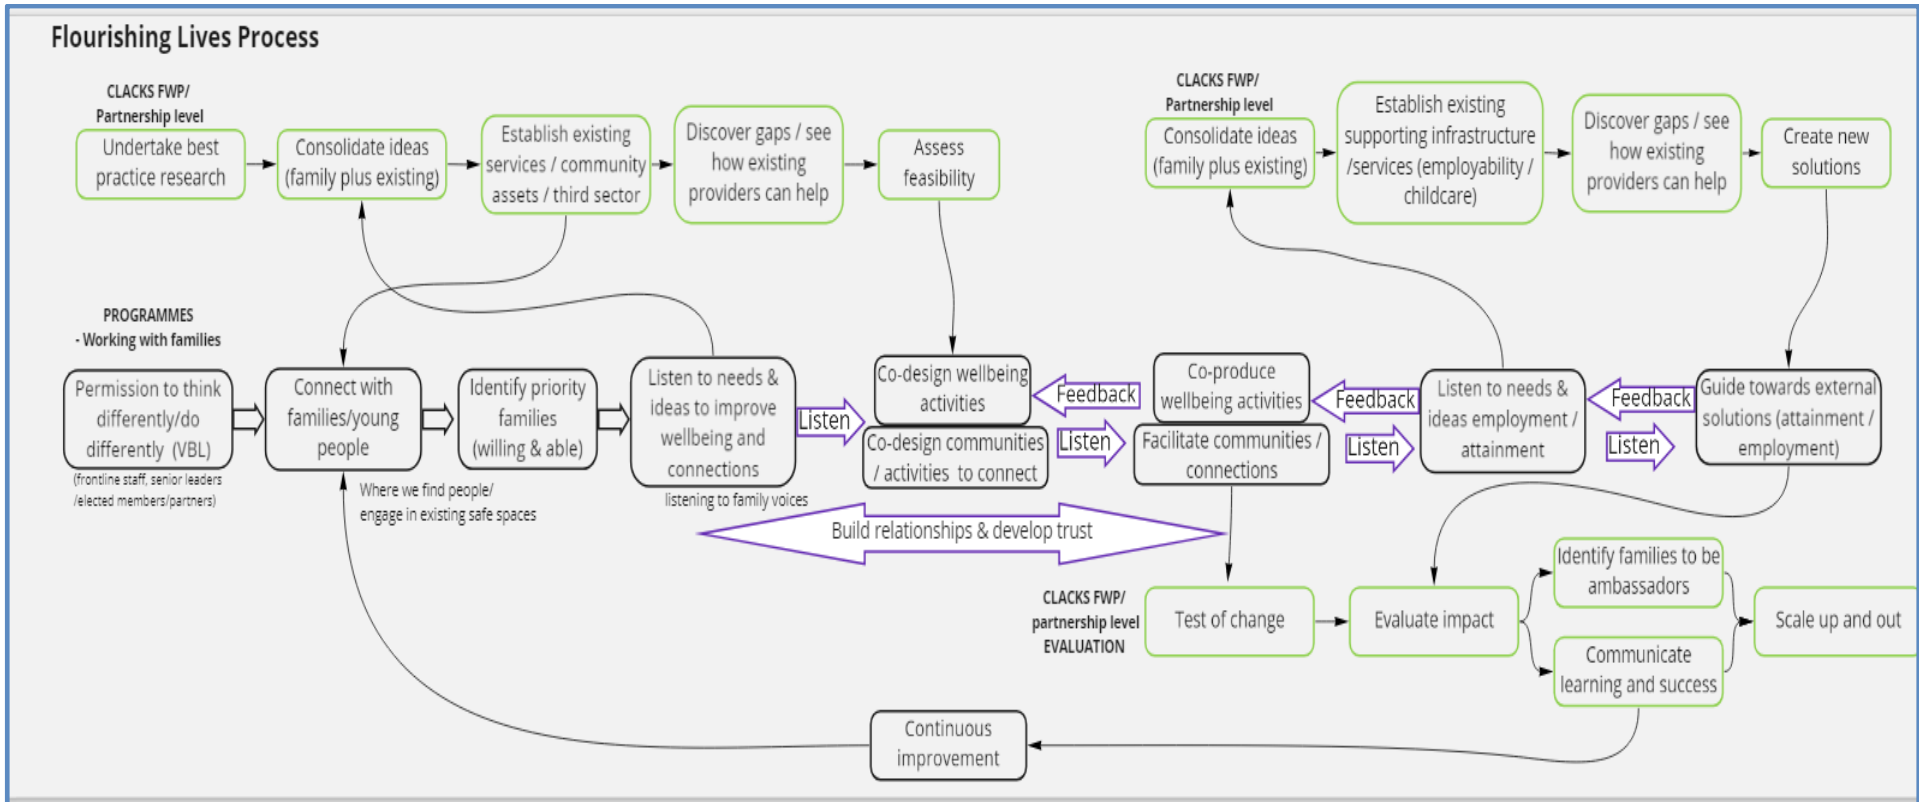 Flourishing Lives Process
CLACKS FWP/
Partnership level
Undertake best
practice research
Consolidate ideas
(family plus existing)
Establish existing
services / community
assets / third sector
Discover gaps / see
how existing
providers can help
Assess
feasibility
CLACKS FWP/
Partnership level
Consolidate ideas
(family plus existing)
Establish existing
supporting infrastructure
/services (employability /
childcare)
Discover gaps / see
how existing
providers can help
Create new
solutions
PROGRAMMES
- Working with families
Permission to think
differently/do
differently (VBL)
(frontline staff, senior leaders
/elected members/partners)
Connect with
families/young
people
Where we find people/
engage in existing safe spaces
Identify priority
families
(willing & able)
Listen to needs &
ideas to improve
wellbeing and
connections
listening to family voices
Listen
Co-design wellbeing
activities
Co-design communities
/ activities to connect
Feedback
Listen
Co-produce
wellbeing activities
Facilitate communities /
connections
Feedback
Listen
Listen to needs &
ideas employment /
attainment
Feedback
Listen
Guide towards external
solutions (attainment /
employment)
Build relationships & develop trust
CLACKS FWP/
partnership level
EVALUATION
Test of change
Evaluate impact
Identify families to be
ambassadors
Communicate
learning and success
Scale up and out
Continuous
improvement